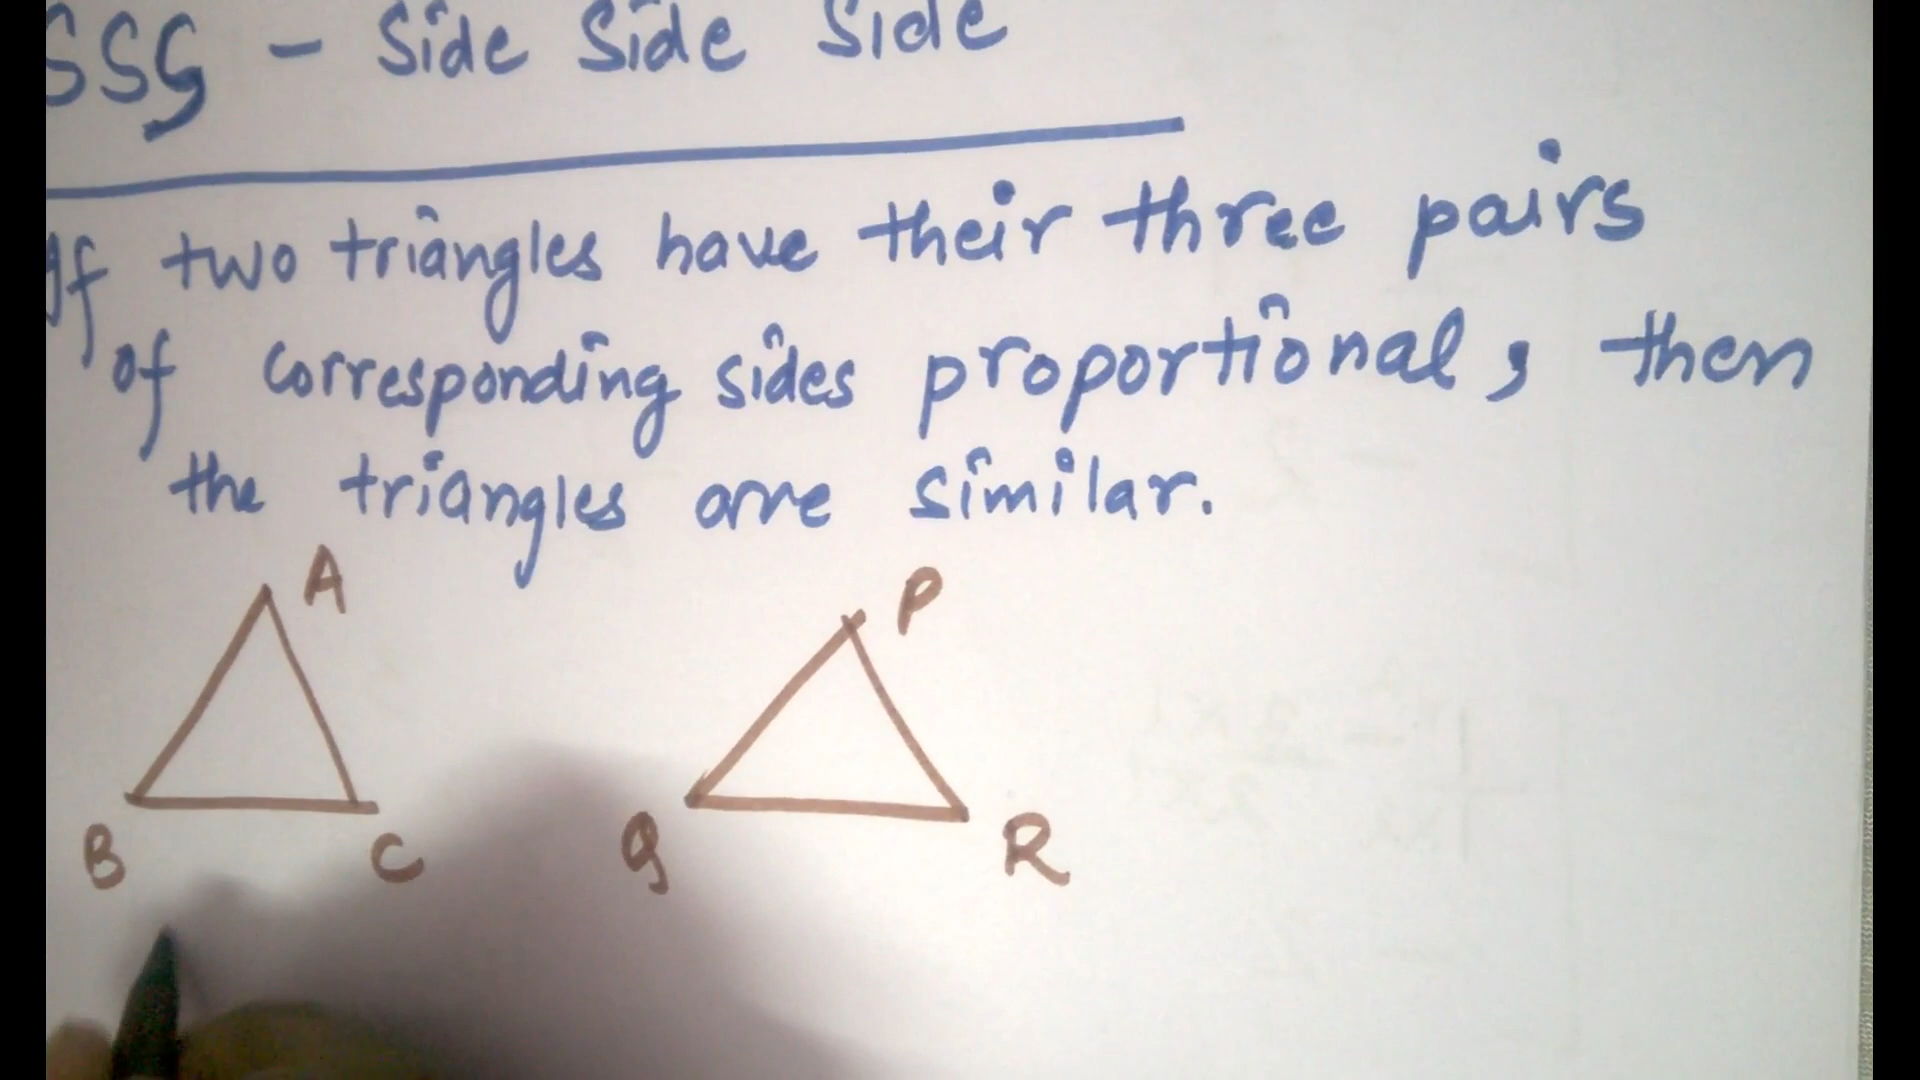 SSS - Side Side Side
If two triangles have their three pairs
of corresponding sides proportional, then
the triangles are similar.
A P
B C Q R